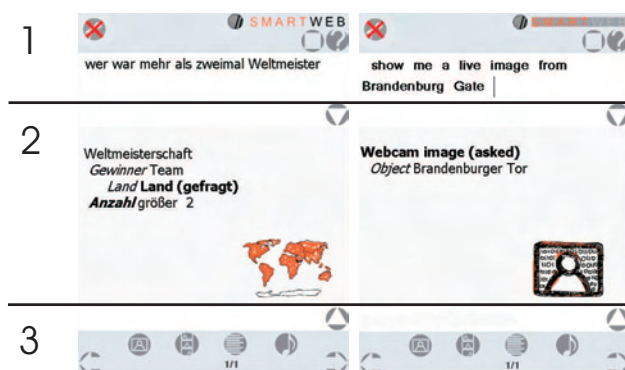 1
SMARTWEB
wer war mehr als zweimal Weltmeister
SMARTWEB
show me a live image from
Brandenburg Gate
2
Weltmeisterschaft
Gewinner Team
Land Land (gefragt)
Anzahl größer 2
Webcam image (asked)
Object Brandenburger Tor
3
1/1
1/1